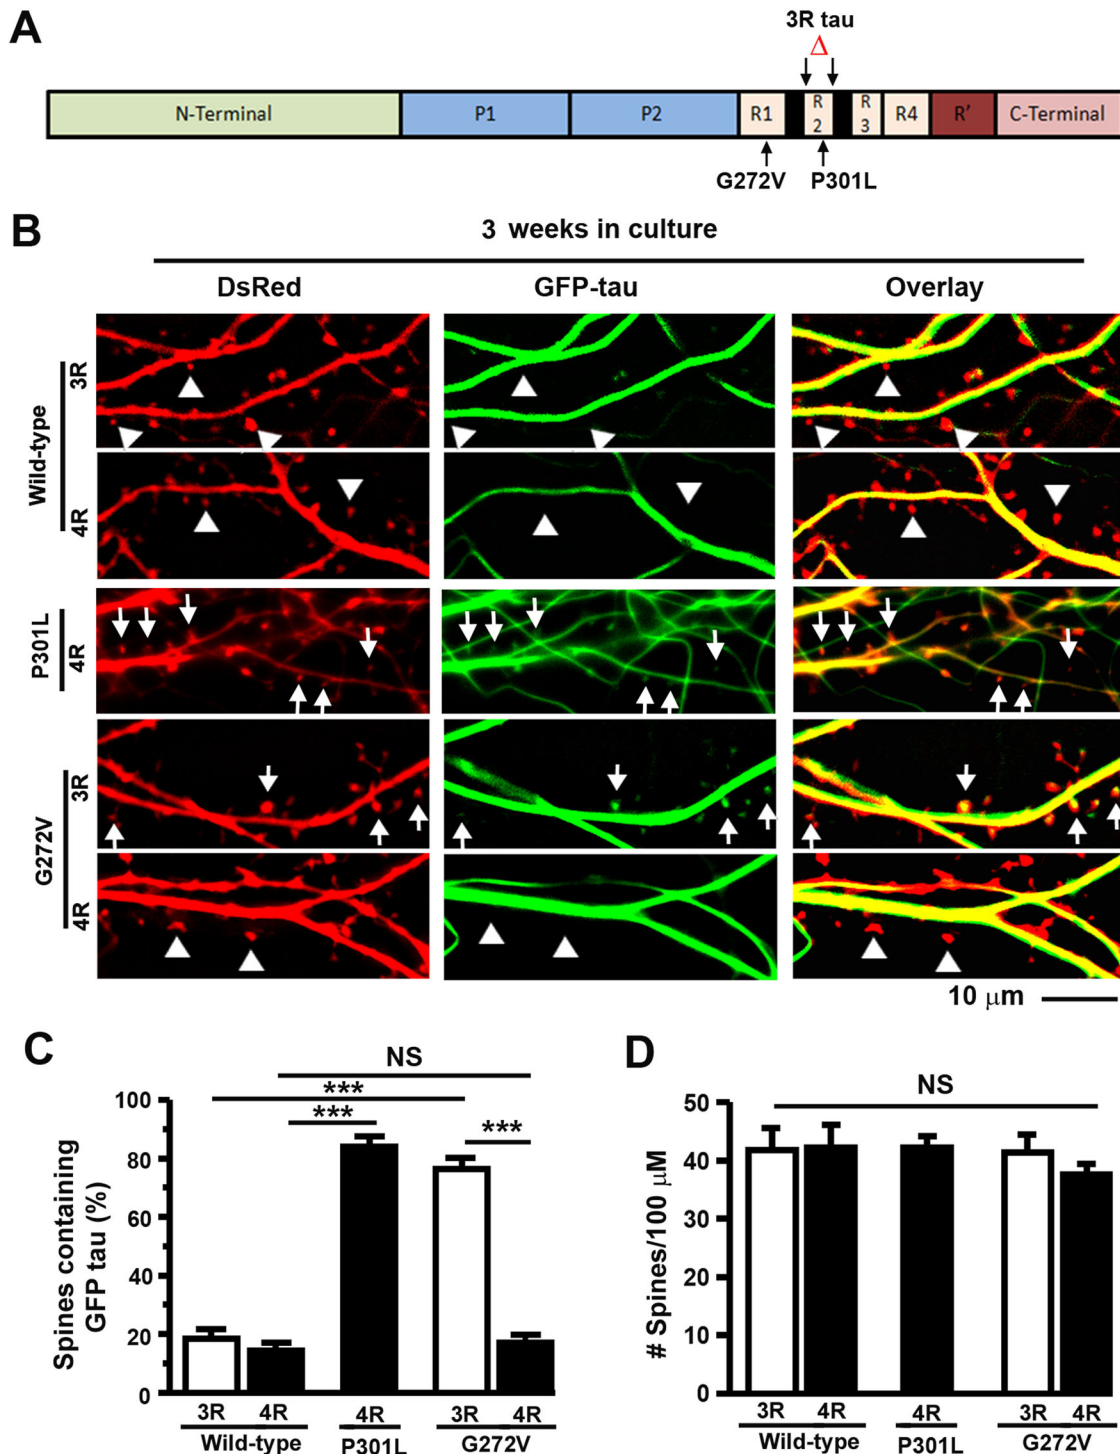 A
3R tau
Δ
N-Terminal P1 P2 R1 R2 R3 R4 R' C-Terminal
G272V P301L
B
3 weeks in culture
DsRed GFP-tau Overlay
Wild-type
3R
4R
P301L
4R
G272V
3R
4R
10 μm
C
NS
***
***
***
Spines containing
GFP tau (%)
100
80
60
40
20
0
3R 4R 4R 3R 4R
Wild-type P301L G272V
D
NS
# Spines/100 μM
50
40
30
20
10
0
3R 4R 4R 3R 4R
Wild-type P301L G272V